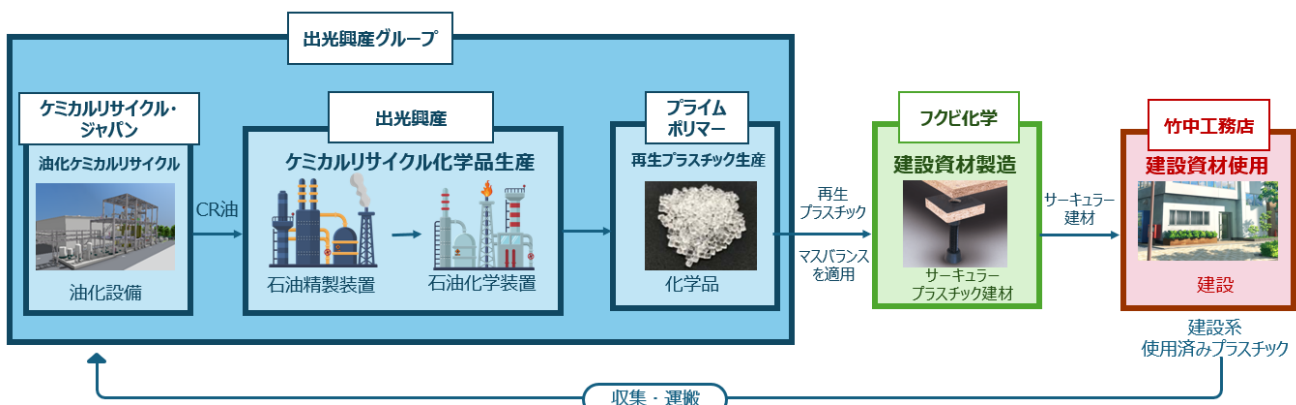 出光興産グループ
ケミカルリサイクル・
ジャパン
油化ケミカルリサイクル
油化設備
CR油
出光興産
ケミカルリサイクル化学品生産
石油精製装置
石油化学装置
プライム
ポリマー
再生プラスチック生産
化学品
再生
プラスチック
マスバランス
を適用
フクビ化学
建設資材製造
サーキュラー
プラスチック建材
サーキュラー
建材
竹中工務店
建設資材使用
建設
建設系
使用済みプラスチック
収集・運搬